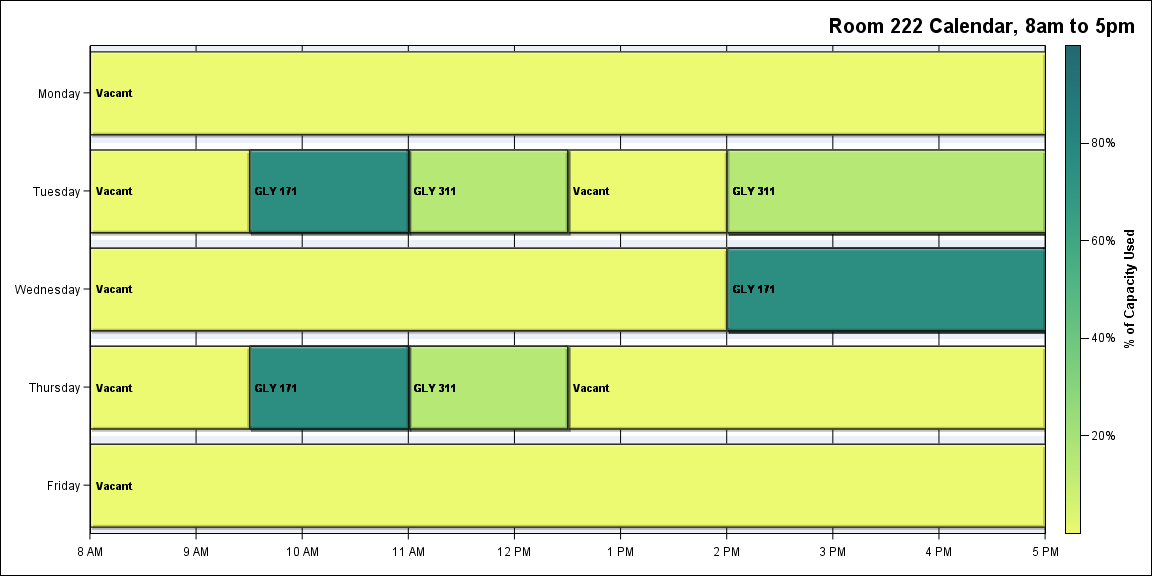 Room 222 Calendar, 8am to 5pm
Monday
Vacant
Tuesday
Vacant
GLY 171
GLY 311
Vacant
GLY 311
Wednesday
Vacant
GLY 171
Thursday
Vacant
GLY 171
GLY 311
Vacant
Friday
Vacant
8 AM
9 AM
10 AM
11 AM
12 PM
1 PM
2 PM
3 PM
4 PM
5 PM
80%
60%
40%
20%
% of Capacity Used